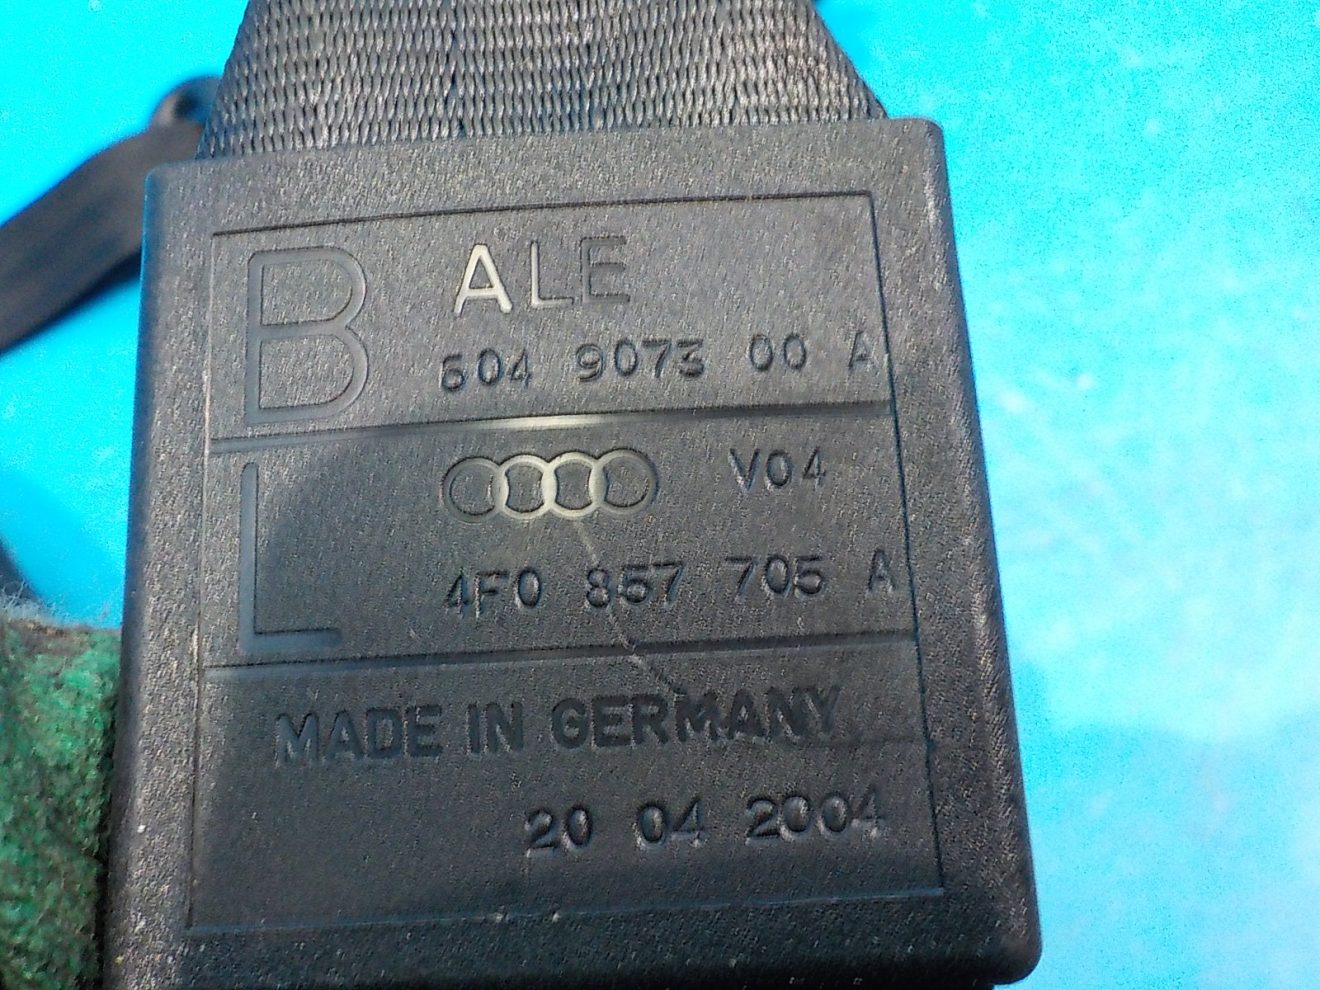 B ALE
604 9073 00 A
L V04
4F0 857 705 A
MADE IN GERMANY
20 04 2004